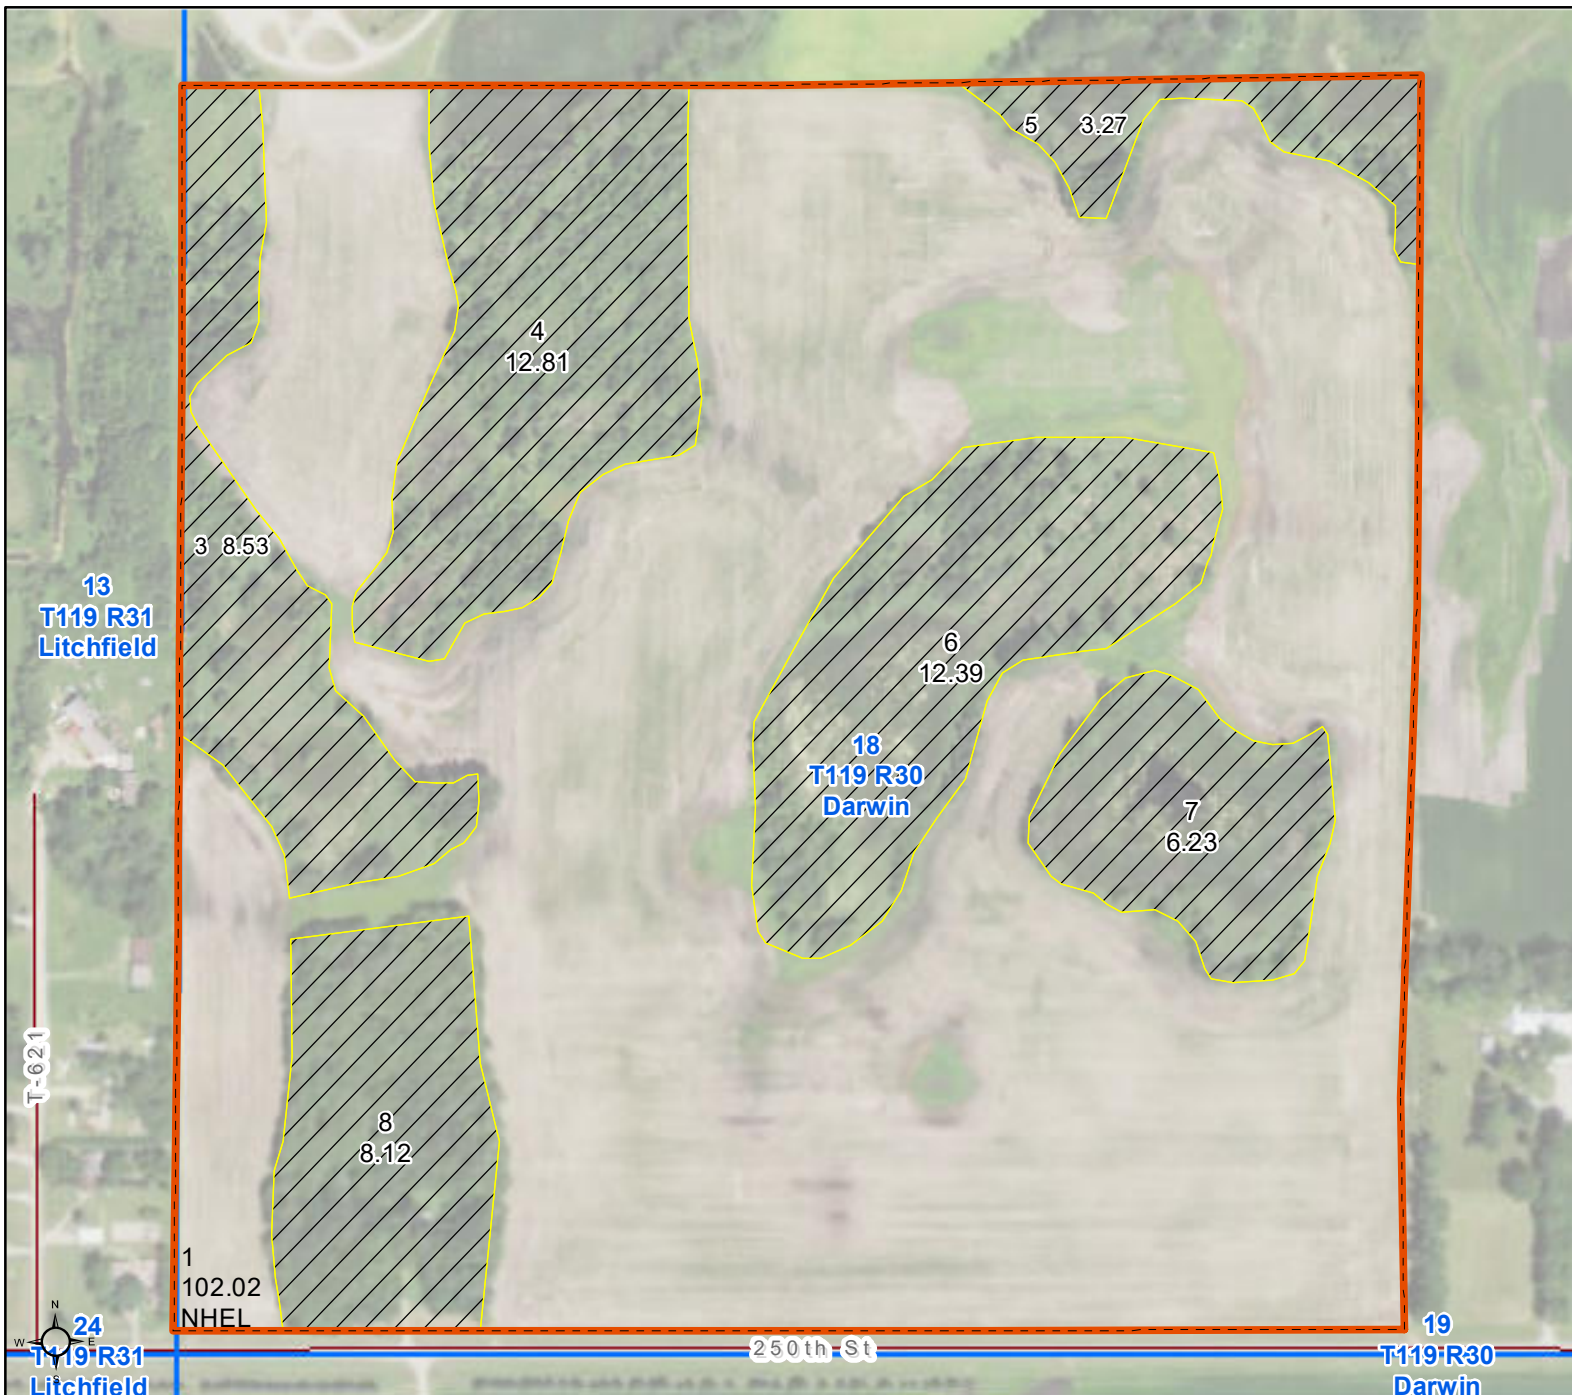 5 3.27
4
12.81
3 8.53
13
T119 R31
Litchfield
6
12.39
18
T119 R30
Darwin
7
6.23
T-621
8
8.12
1
102.02
NHEL
N
W E
S
24
T119 R31
Litchfield
250th St
19
T119 R30
Darwin